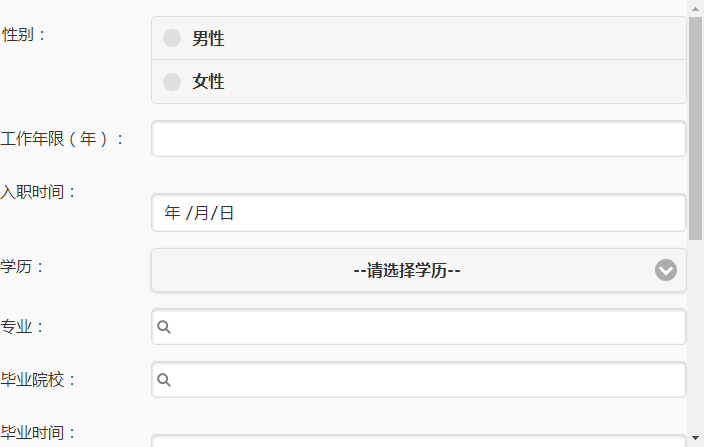 性别：
男性
女性
工作年限（年）：
入职时间：
年 /月/日
学历：
--请选择学历--
专业：
毕业院校：
毕业时间：